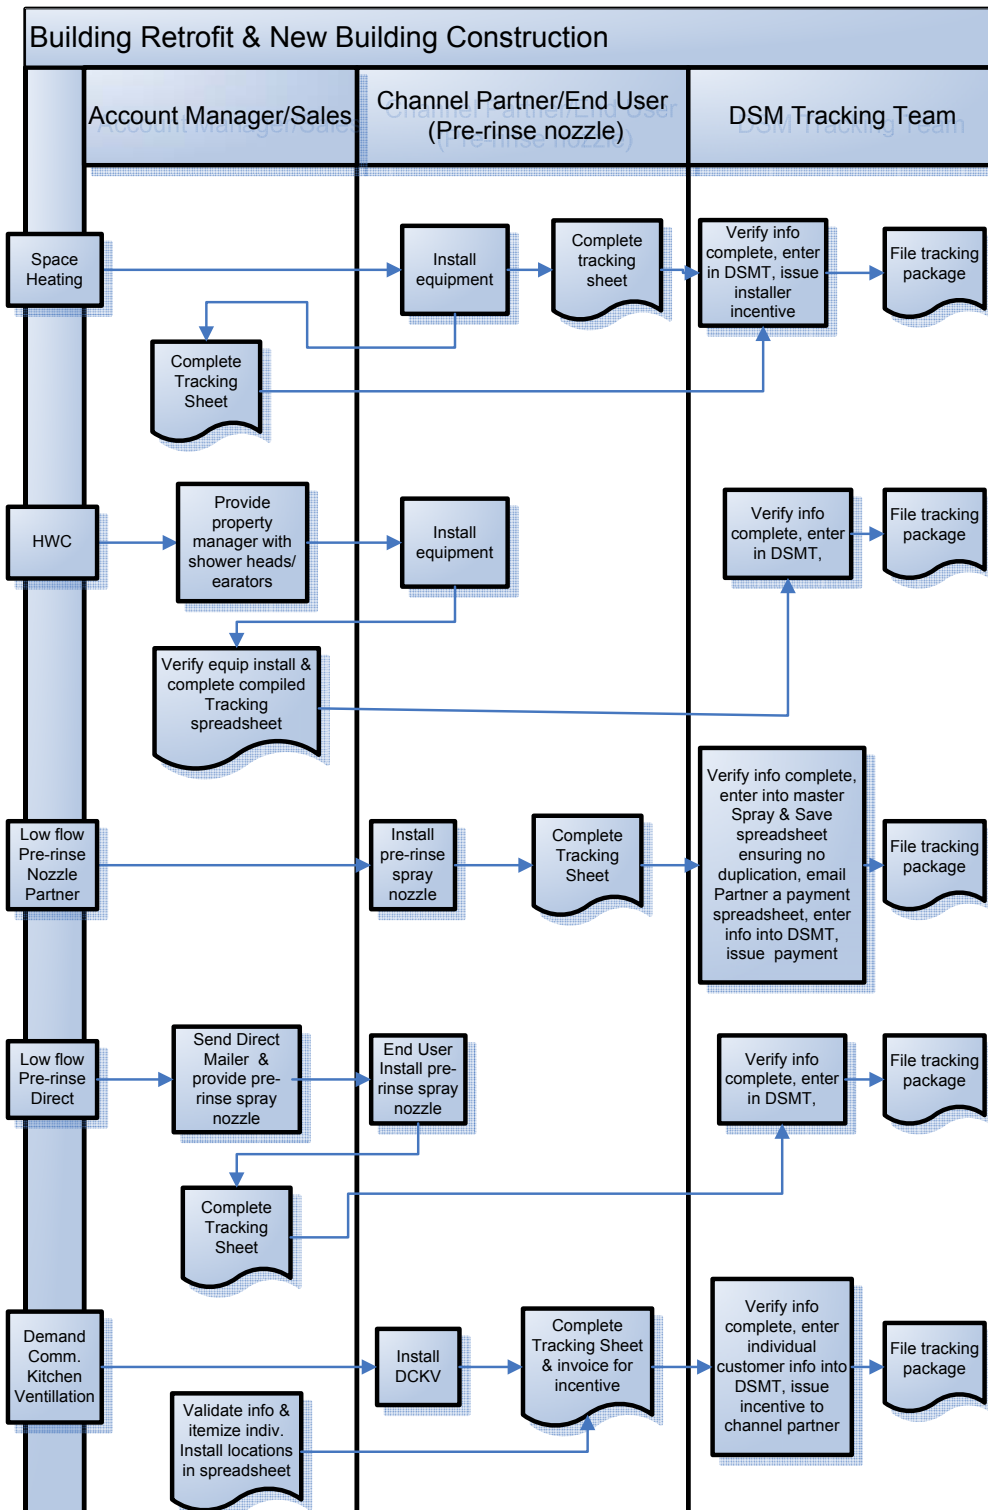 Building Retrofit & New Building Construction
Account Manager/Sales
Channel Partner/End User
(Pre-rinse nozzle)
DSM Tracking Team
Space
Heating
Install
equipment
Complete
tracking
sheet
Verify info
complete, enter
in DSMT, issue
installer
incentive
File tracking
package
Complete
Tracking
Sheet
HWC
Provide
property
manager with
shower heads/
earators
Install
equipment
Verify info
complete, enter
in DSMT,
File tracking
package
Verify equip install &
complete compiled
Tracking
spreadsheet
Low flow
Pre-rinse
Nozzle
Partner
Install
pre-rinse
spray
nozzle
Complete
Tracking
Sheet
Verify info complete,
enter into master
Spray & Save
spreadsheet
ensuring no
duplication, email
Partner a payment
spreadsheet, enter
info into DSMT,
issue payment
File tracking
package
Low flow
Pre-rinse
Direct
Send Direct
Mailer &
provide pre-
rinse spray
nozzle
End User
Install pre-
rinse spray
nozzle
Verify info
complete, enter
in DSMT,
File tracking
package
Complete
Tracking
Sheet
Demand
Comm.
Kitchen
Ventillation
Install
DCKV
Complete
Tracking Sheet
& invoice for
incentive
Verify info
complete, enter
individual
customer info into
DSMT, issue
incentive to
channel partner
File tracking
package
Validate info &
itemize indiv.
Install locations
in spreadsheet